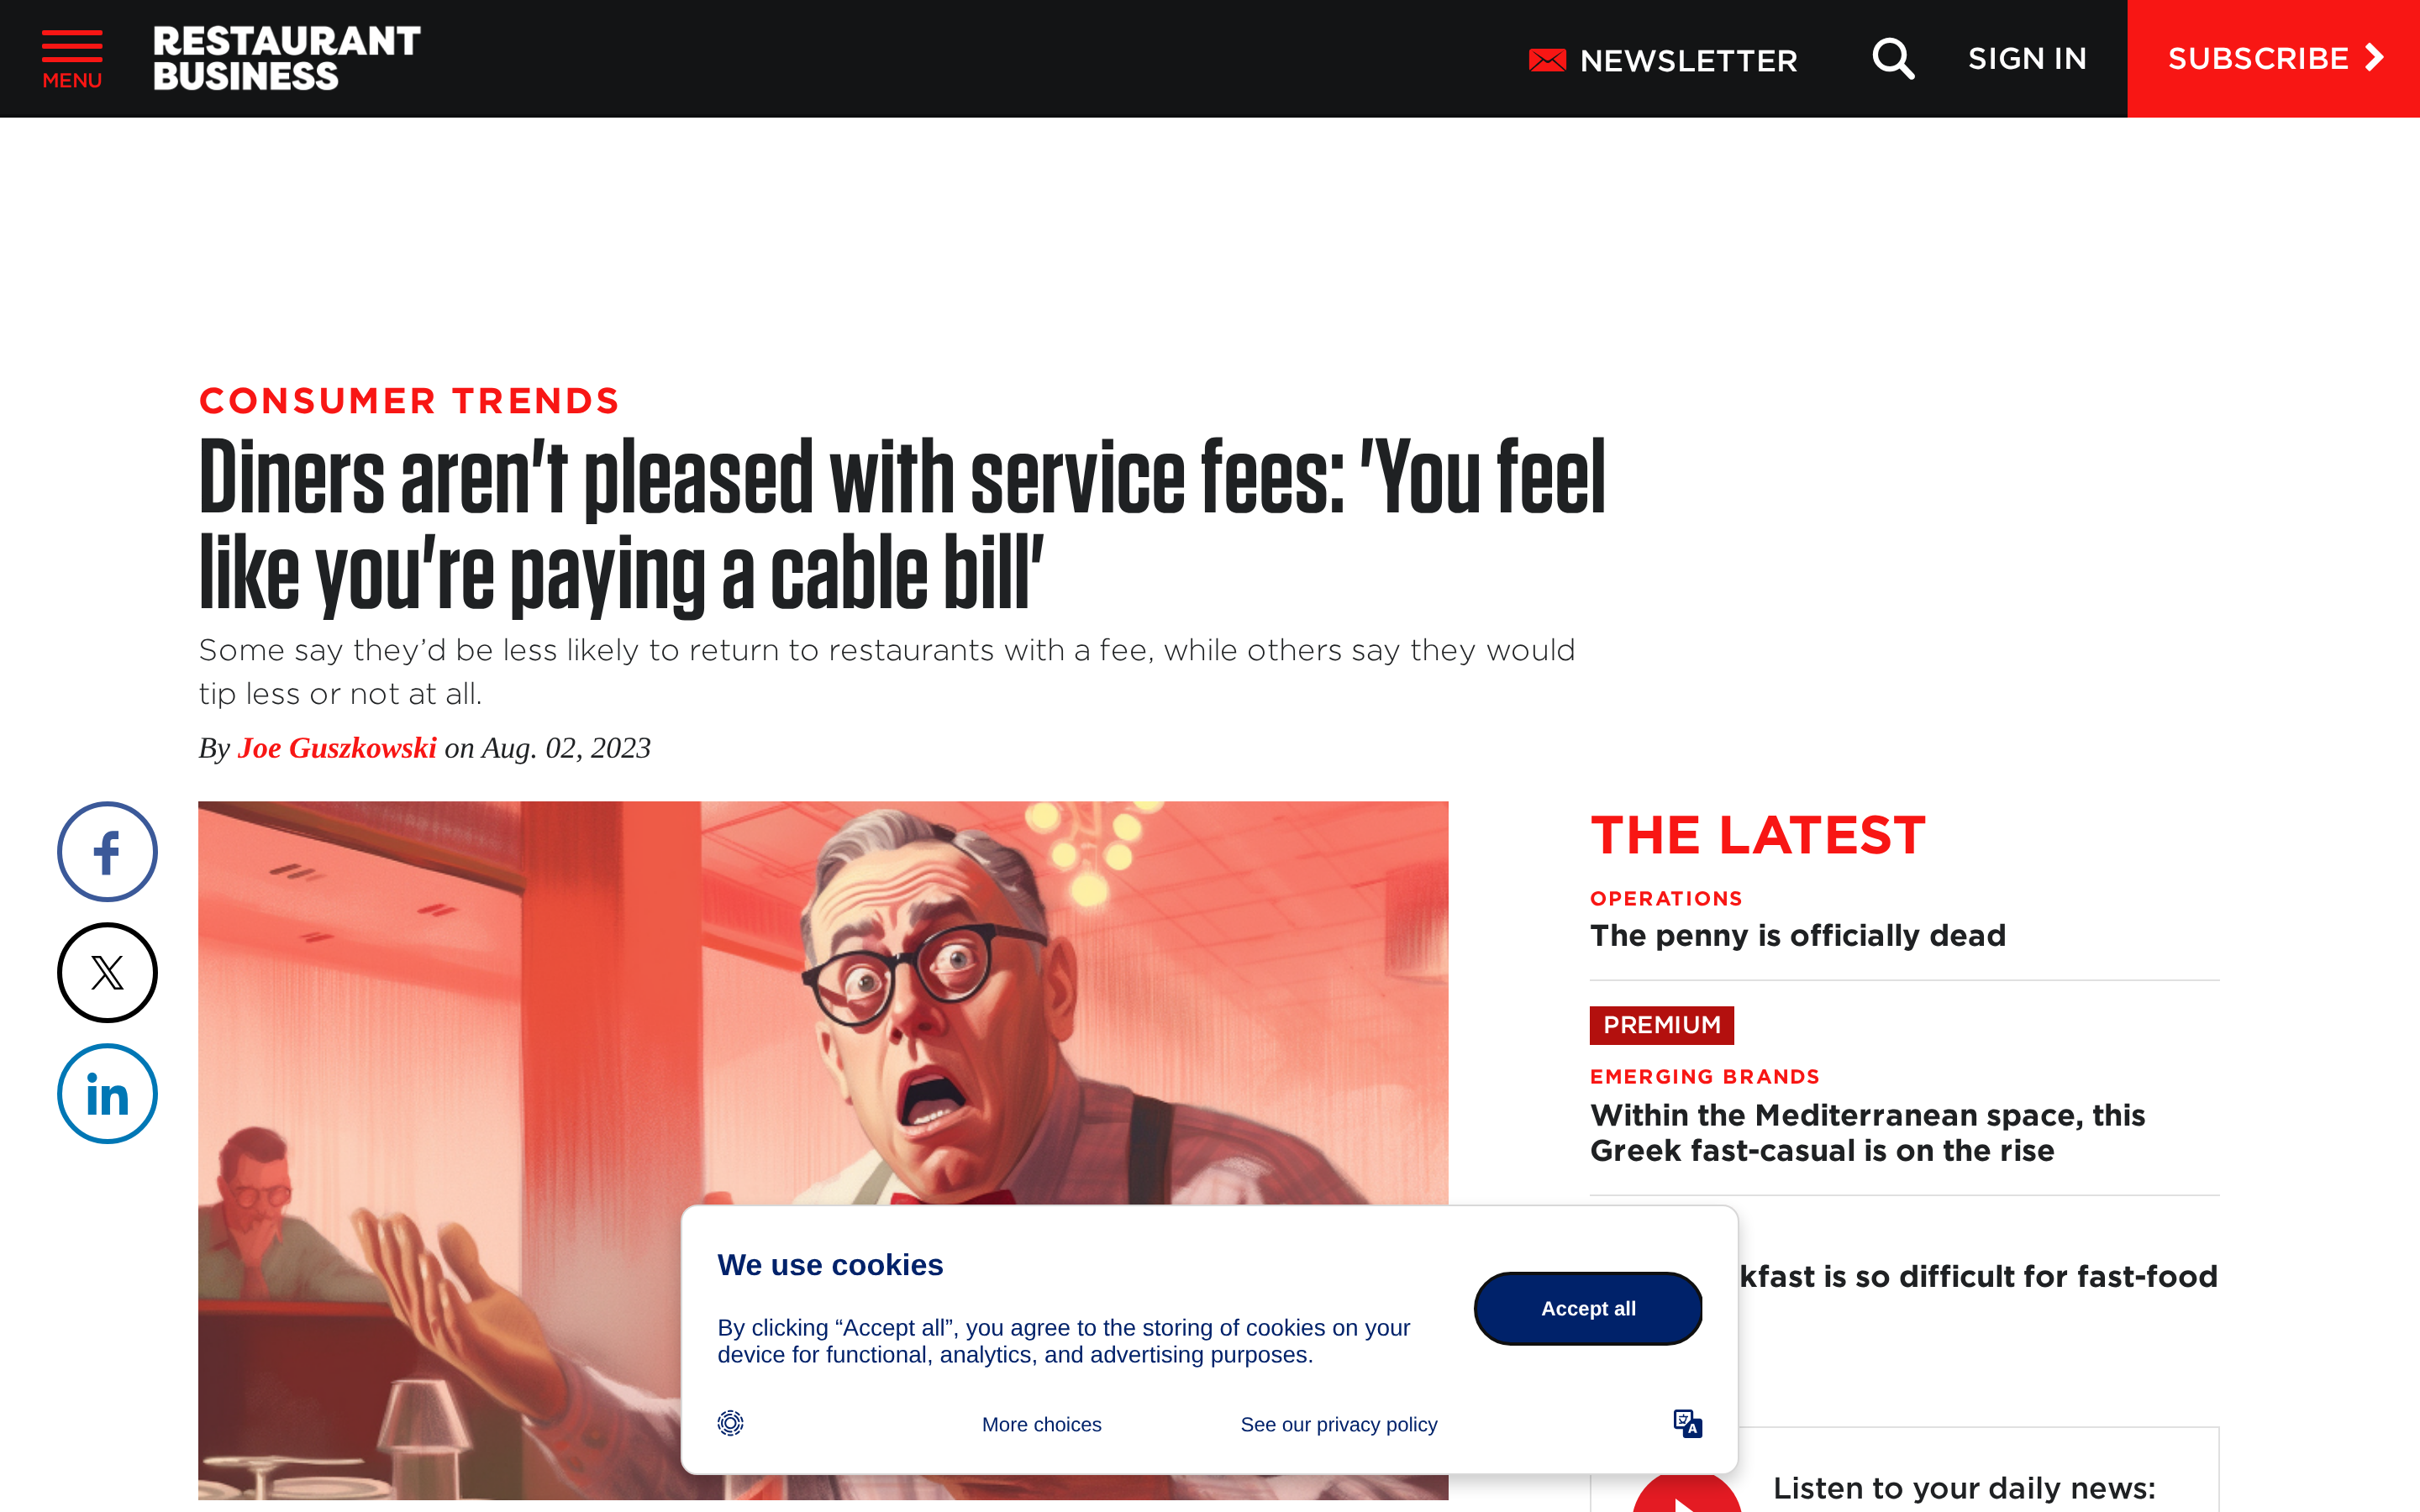 MENU
RESTAURANT
BUSINESS
NEWSLETTER
SIGN IN
SUBSCRIBE
CONSUMER TRENDS
Diners aren't pleased with service fees: 'You feel
like you're paying a cable bill'
Some say they’d be less likely to return to restaurants with a fee, while others say they would
tip less or not at all.
By Joe Guszkowski on Aug. 02, 2023
THE LATEST
OPERATIONS
The penny is officially dead
PREMIUM
EMERGING BRANDS
Within the Mediterranean space, this
Greek fast-casual is on the rise
is so difficult for fast-food
We use cookies
By clicking “Accept all”, you agree to the storing of cookies on your
device for functional, analytics, and advertising purposes.
Accept all
More choices
See our privacy policy
Listen to your daily news: